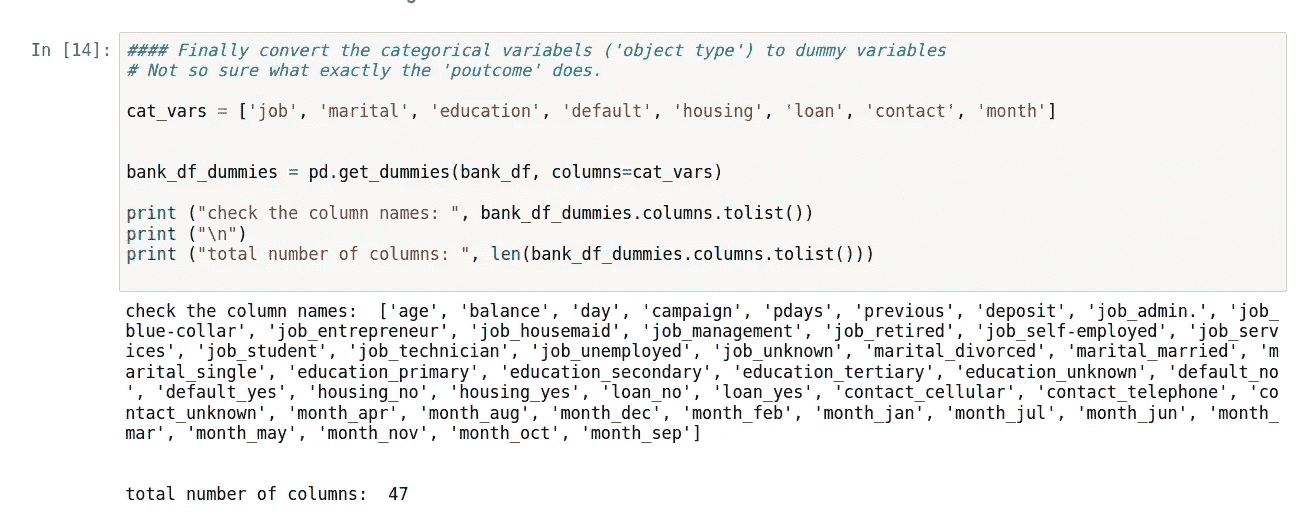 In [14]: #### Finally convert the categorical variabels ('object type') to dummy variables
# Not so sure what exactly the 'poutcome' does.
cat_vars = ['job', 'marital', 'education', 'default', 'housing', 'loan', 'contact', 'month']
bank_df_dummies = pd.get_dummies(bank_df, columns=cat_vars)
print ("check the column names: ", bank_df_dummies.columns.tolist())
print ("\n")
print ("total number of columns: ", len(bank_df_dummies.columns.tolist()))
check the column names:  ['age', 'balance', 'day', 'campaign', 'pdays', 'previous', 'deposit', 'job_admin.', 'job_
blue-collar', 'job_entrepreneur', 'job_housemaid', 'job_management', 'job_retired', 'job_self-employed', 'job_serv
ices', 'job_student', 'job_technician', 'job_unemployed', 'job_unknown', 'marital_divorced', 'marital_married', 'm
arital_single', 'education_primary', 'education_secondary', 'education_tertiary', 'education_unknown', 'default_no
', 'default_yes', 'housing_no', 'housing_yes', 'loan_no', 'loan_yes', 'contact_cellular', 'contact_telephone', 'co
ntact_unknown', 'month_apr', 'month_aug', 'month_dec', 'month_feb', 'month_jan', 'month_jul', 'month_jun', 'month_
mar', 'month_may', 'month_nov', 'month_oct', 'month_sep']
total number of columns:  47